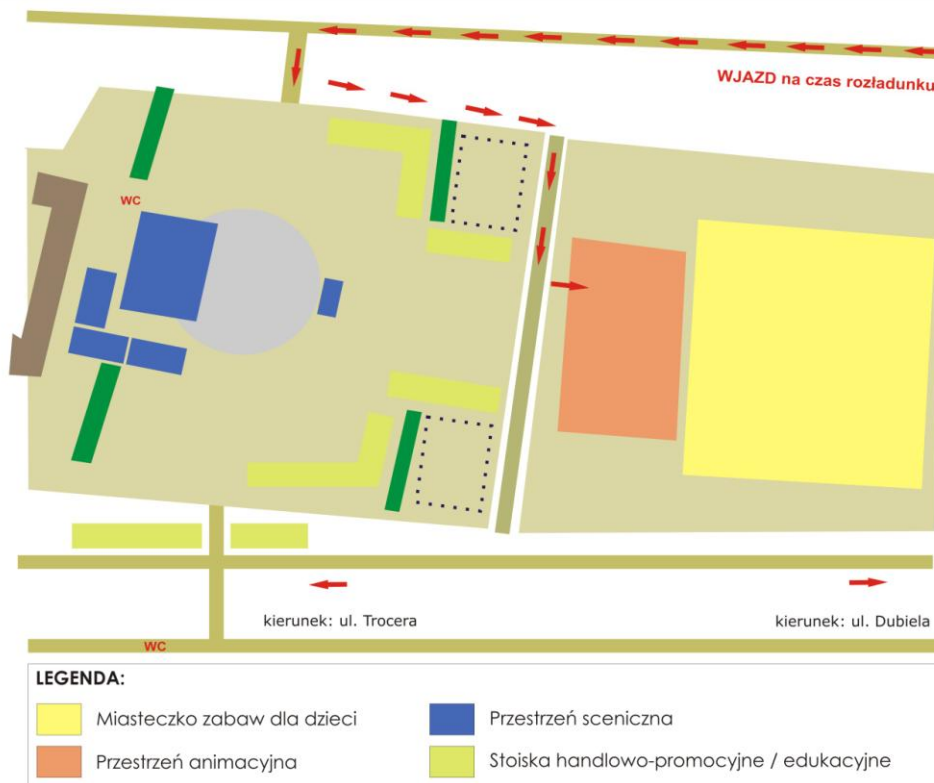 WJAZD na czas rozładunku
WC
kierunek: ul. Trocera
kierunek: ul. Dubiela
WC
LEGENDA:
Miasteczko zabaw dla dzieci
Przestrzeń sceniczna
Przestrzeń animacyjna
Stoiska handlowo-promocyjne / edukacyjne